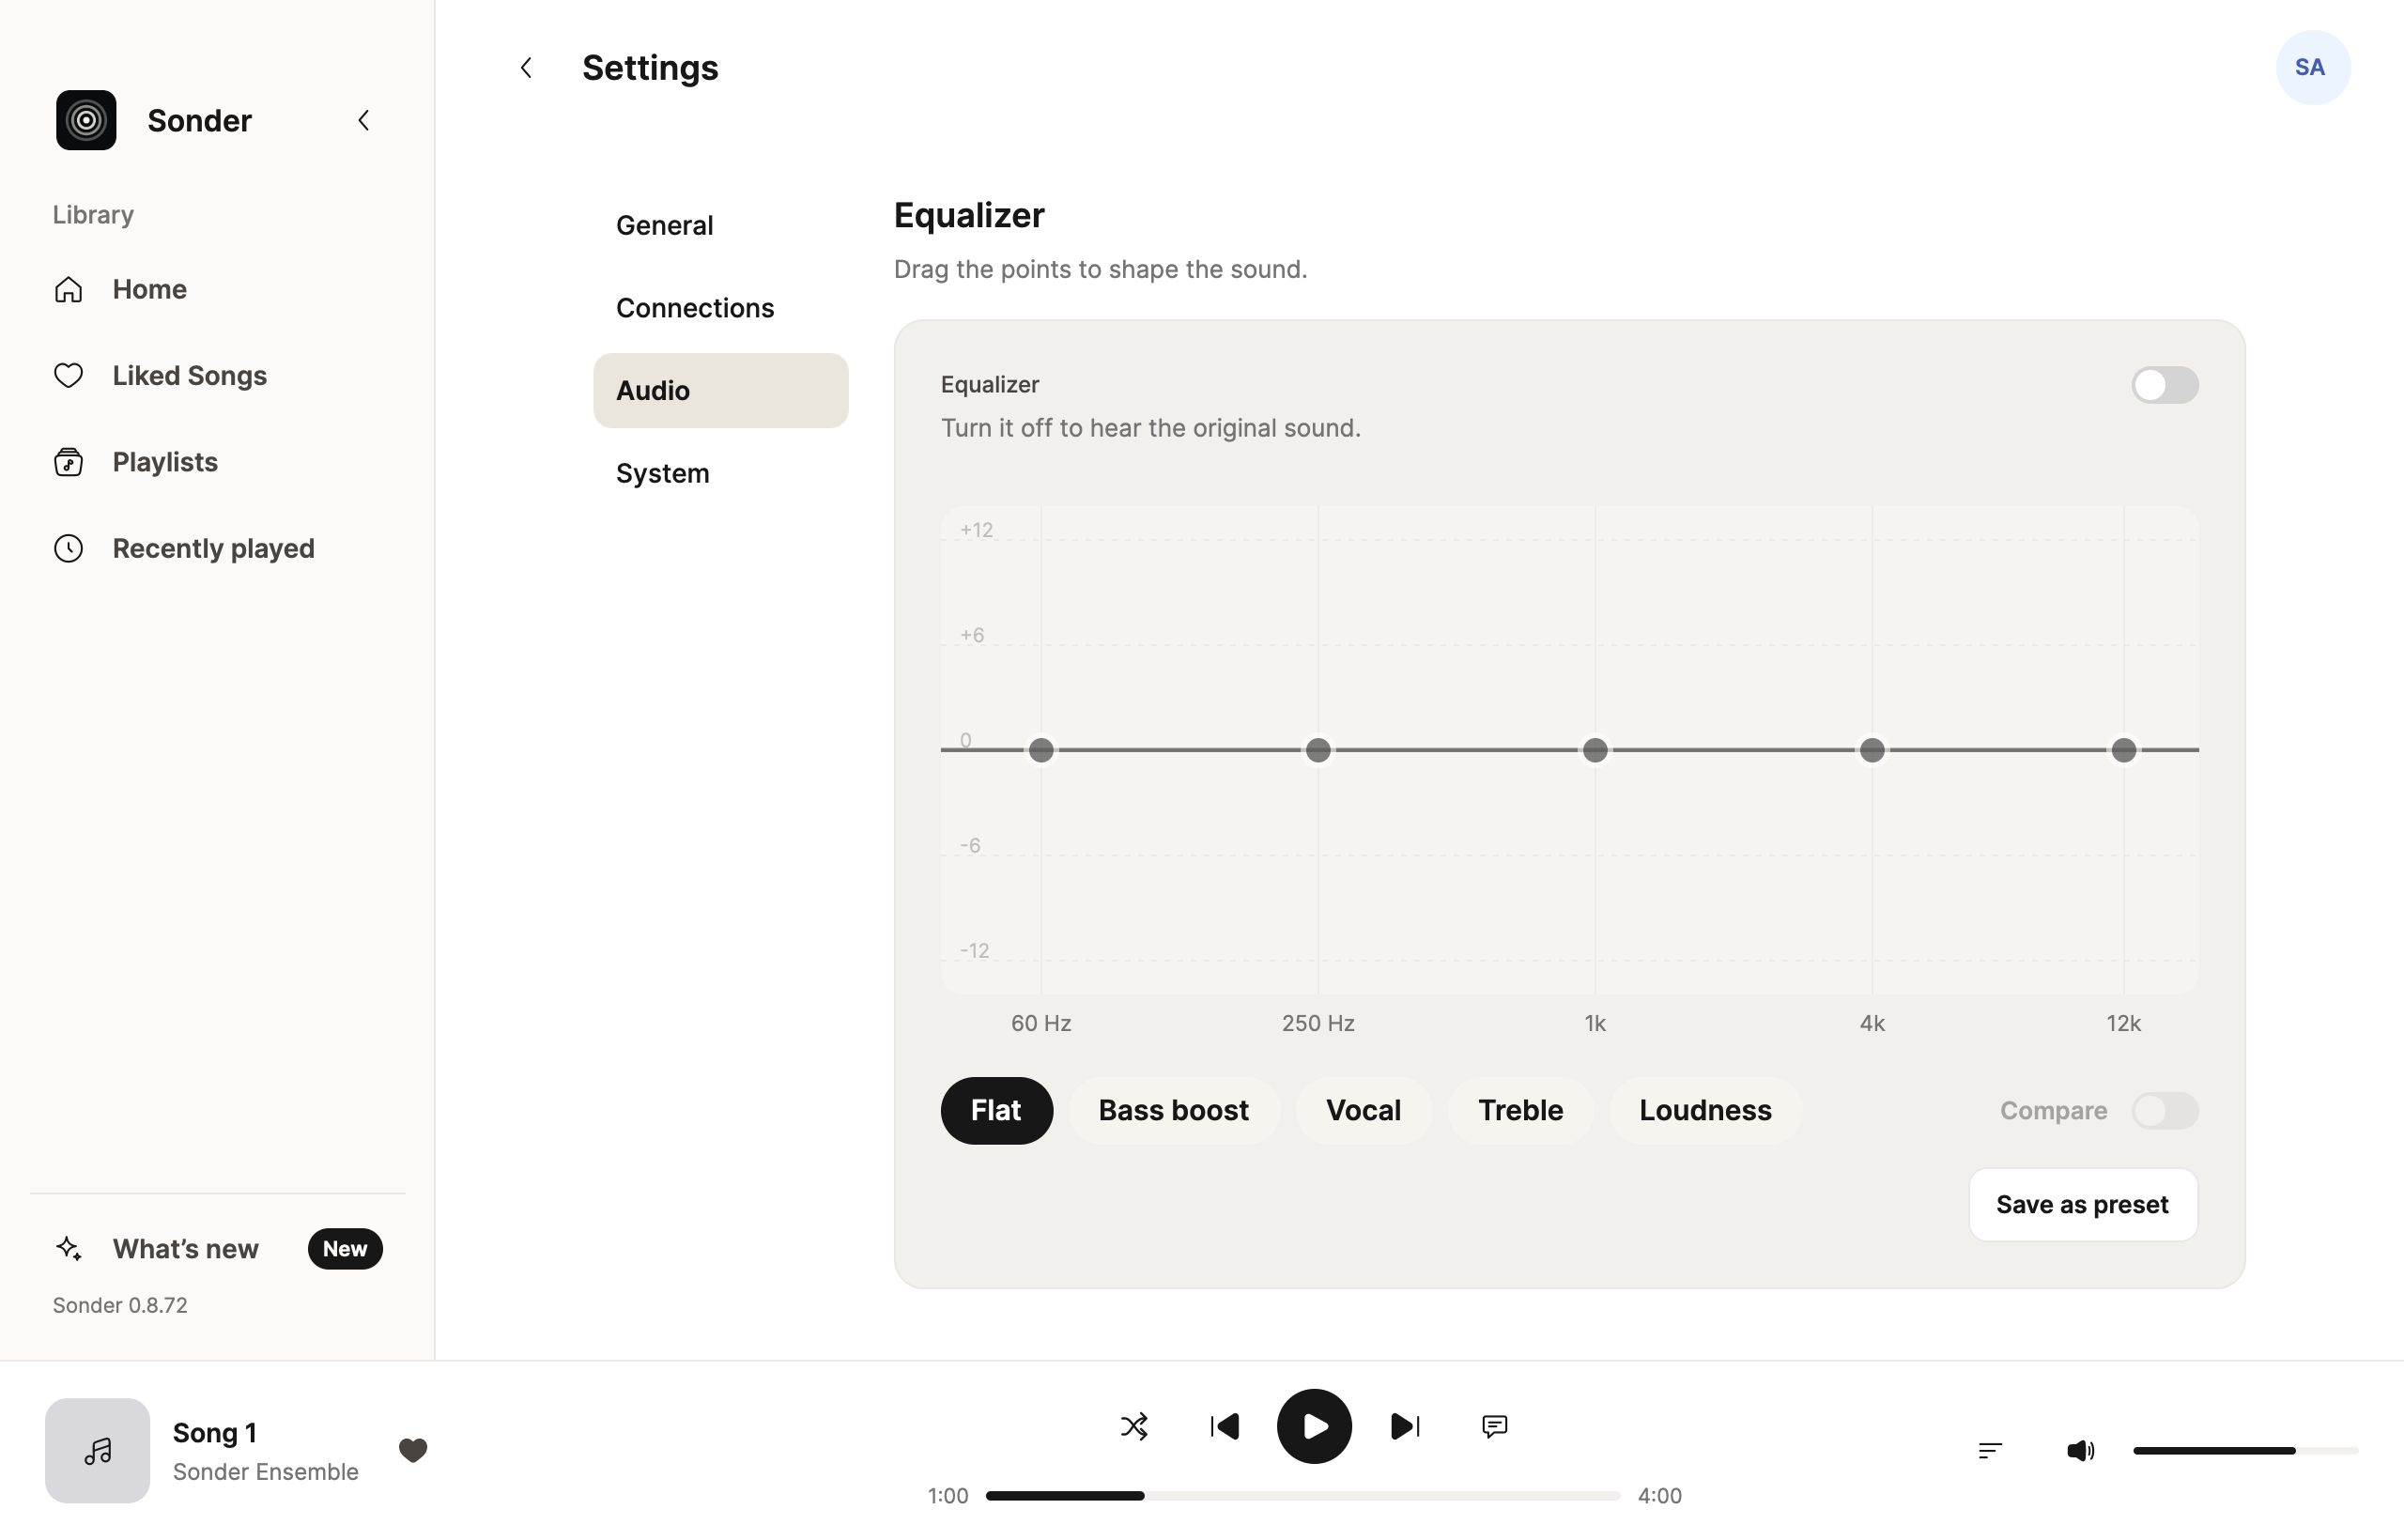 Sonder
Library
Home
Liked Songs
Playlists
Recently played
What’s new
New
Sonder 0.8.72
Settings
SA
General
Connections
Audio
System
Equalizer
Drag the points to shape the sound.
Equalizer
Turn it off to hear the original sound.
+12
+6
0
-6
-12
60 Hz 250 Hz 1k 4k 12k
Flat Bass boost Vocal Treble Loudness Compare
Save as preset
Song 1
Sonder Ensemble
1:00 4:00